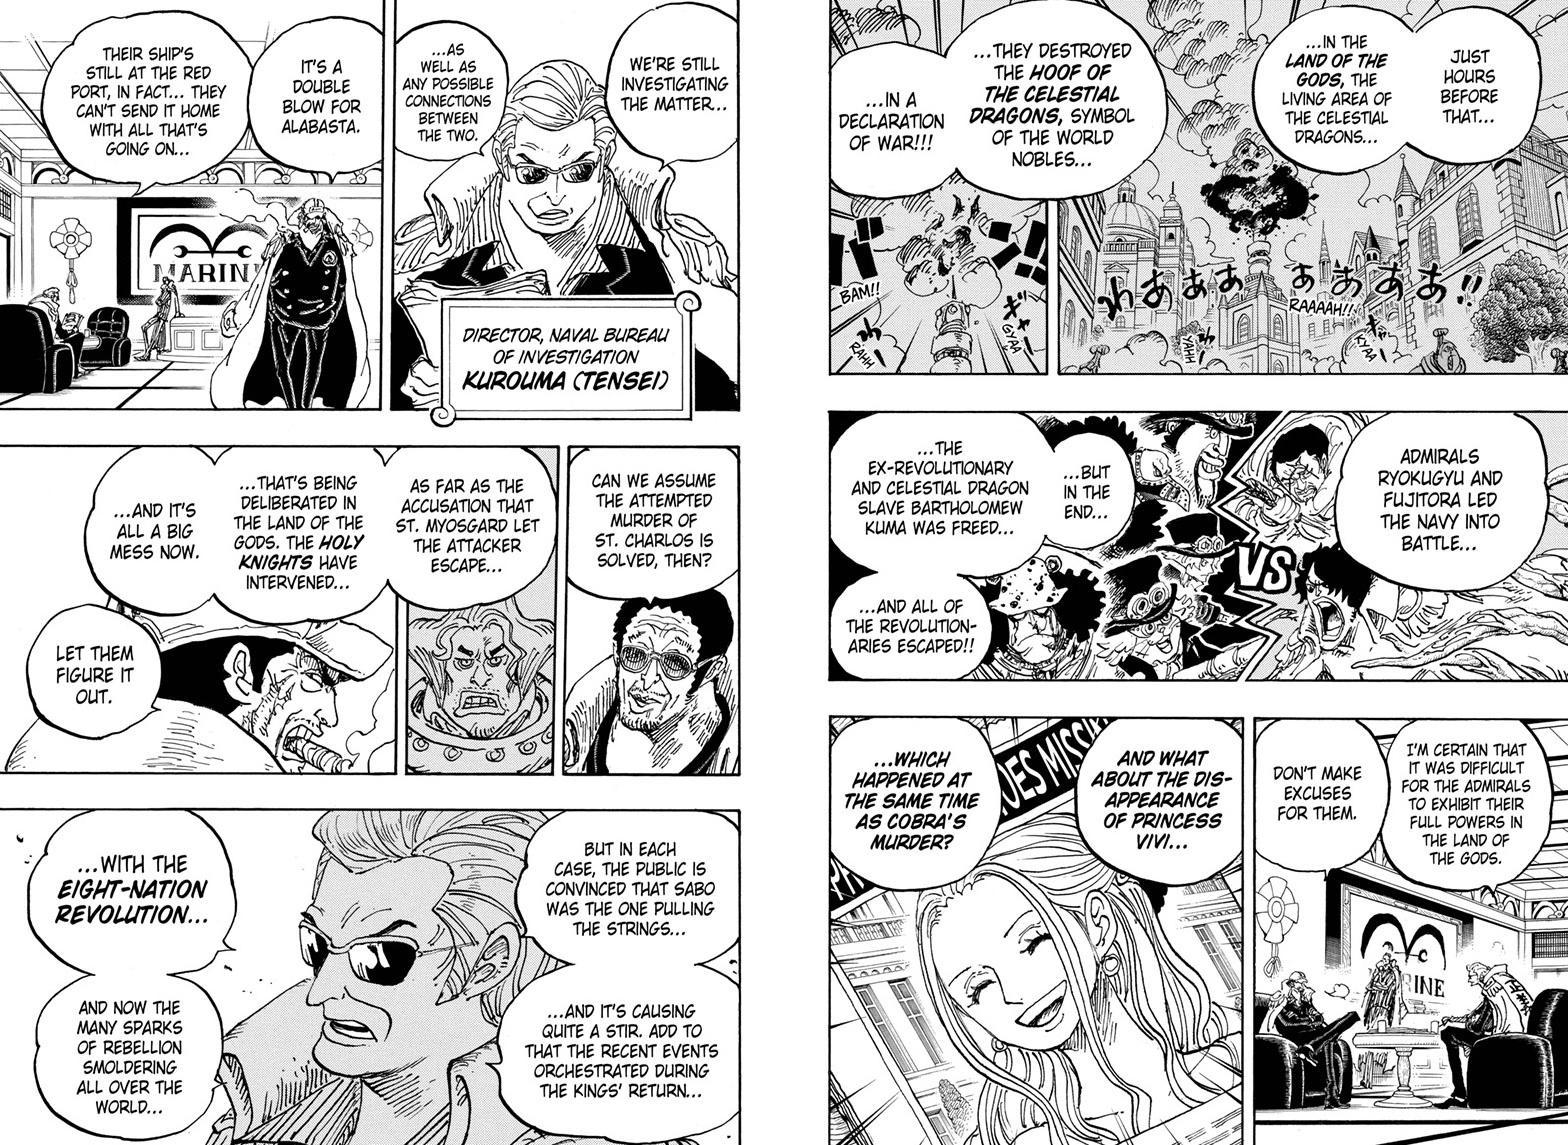 JUST
HOURS
BEFORE
THAT...
...IN THE
LAND OF THE
GODS, THE
LIVING AREA OF
THE CELESTIAL
DRAGONS...
...THEY DESTROYED
THE HOOF OF
THE CELESTIAL
DRAGONS, SYMBOL
OF THE WORLD
NOBLES...
...IN A
DECLARATION
OF WAR!!!
わあああああああ!!
RAAAAH!!
YAHH
KYAA
BAM!!
RAHH
GYAA
ADMIRALS
RYOKUGYU AND
FUJITORA LED
THE NAVY INTO
BATTLE...
VS
...BUT
IN THE
END...
...THE
EX-REVOLUTIONARY
AND CELESTIAL DRAGON
SLAVE BARTHOLOMEW
KUMA WAS FREED...
...AND ALL OF
THE REVOLUTION-
ARIES ESCAPED!!
I'M CERTAIN THAT
IT WAS DIFFICULT
FOR THE ADMIRALS
TO EXHIBIT THEIR
FULL POWERS IN
THE LAND OF
THE GODS.
DON'T MAKE
EXCUSES
FOR THEM.
AND WHAT
ABOUT THE DIS-
APPEARANCE
OF PRINCESS
VIVI...
...WHICH
HAPPENED AT
THE SAME TIME
AS COBRA'S
MURDER?
WE'RE STILL
INVESTIGATING
THE MATTER...
...AS
WELL AS
ANY POSSIBLE
CONNECTIONS
BETWEEN
THE TWO.
DIRECTOR, NAVAL BUREAU
OF INVESTIGATION
KUROUMA (TENSEI)
IT'S A
DOUBLE
BLOW FOR
ALABASTA.
THEIR SHIP'S
STILL AT THE RED
PORT, IN FACT... THEY
CAN'T SEND IT HOME
WITH ALL THAT'S
GOING ON...
MARINE
CAN WE ASSUME
THE ATTEMPTED
MURDER OF
ST. CHARLOS IS
SOLVED, THEN?
AS FAR AS THE
ACCUSATION THAT
ST. MYOSGARD LET
THE ATTACKER
ESCAPE...
...THAT'S BEING
DELIBERATED IN
THE LAND OF THE
GODS. THE HOLY
KNIGHTS HAVE
INTERVENED...
...AND IT'S
ALL A BIG
MESS NOW.
LET THEM
FIGURE IT
OUT.
BUT IN EACH
CASE, THE PUBLIC IS
CONVINCED THAT SABO
WAS THE ONE PULLING
THE STRINGS...
...AND IT'S CAUSING
QUITE A STIR. ADD TO
THAT THE RECENT EVENTS
ORCHESTRATED DURING
THE KINGS' RETURN...
...WITH THE
EIGHT-NATION
REVOLUTION...
AND NOW THE
MANY SPARKS
OF REBELLION
SMOLDERING
ALL OVER THE
WORLD...